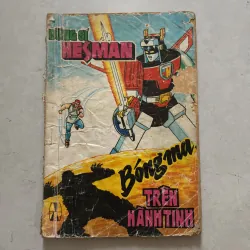 HESMAN
Bóng ma
TRÊN
HÀNH TINH